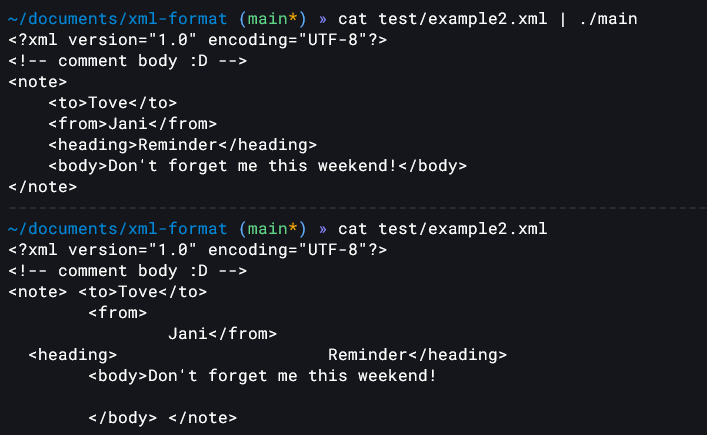 ~/documents/xml-format (main*) » cat test/example2.xml | ./main
<?xml version="1.0" encoding="UTF-8"?>
<!-- comment body :D -->
<note>
    <to>Tove</to>
    <from>Jani</from>
    <heading>Reminder</heading>
    <body>Don't forget me this weekend!</body>
</note>
~/documents/xml-format (main*) » cat test/example2.xml
<?xml version="1.0" encoding="UTF-8"?>
<!-- comment body :D -->
<note> <to>Tove</to>
        <from>
                Jani</from>
  <heading>                     Reminder</heading>
        <body>Don't forget me this weekend!

        </body> </note>